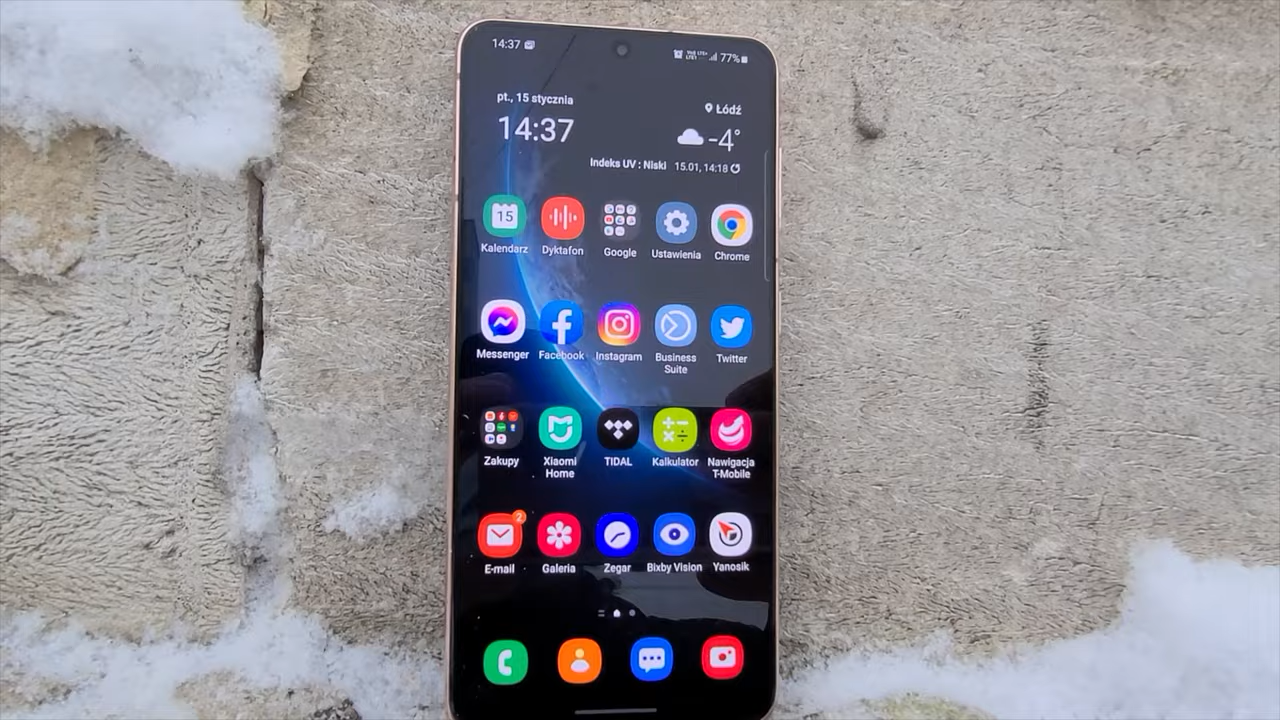 14:37
77%
pt., 15 stycznia
Łódź
14:37
-4°
Indeks UV : Niski 15.01, 14:18
15
Kalendarz Dyktafon Google Ustawienia Chrome
Messenger Facebook Instagram Business Suite Twitter
Zakupy Xiaomi Home TIDAL Kalkulator Nawigacja T-Mobile
2
E-mail Galeria Zegar Bixby Vision Yanosik